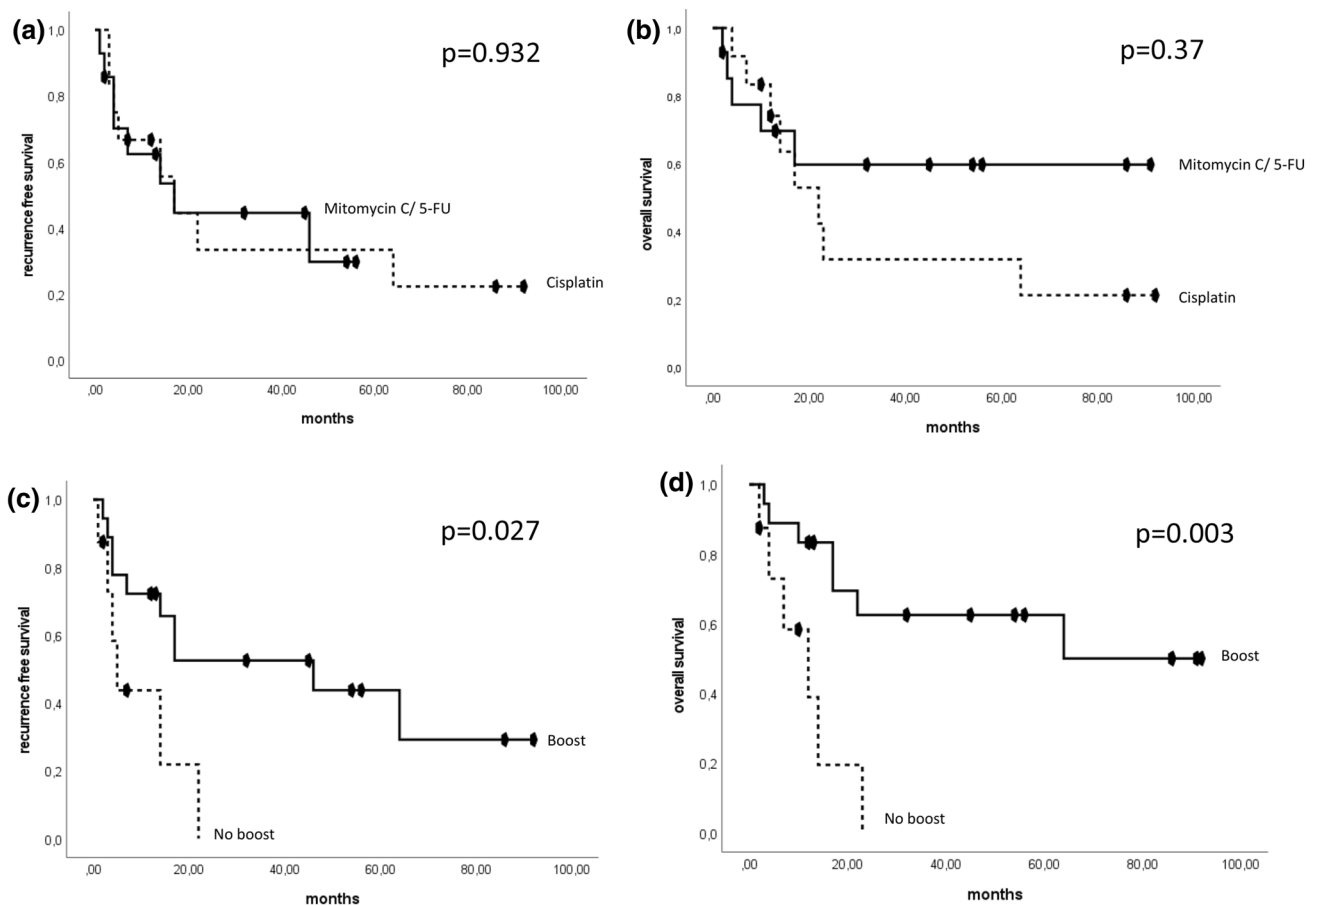 (a)
p=0.932
recurrence free survival
1,0
0,8
0,6
0,4
0,2
0,0
Mitomycin C/ 5-FU
Cisplatin
,00 20,00 40,00 60,00 80,00 100,00
months
(b)
p=0.37
overall survival
1,0
0,8
0,6
0,4
0,2
0,0
Mitomycin C/ 5-FU
Cisplatin
,00 20,00 40,00 60,00 80,00 100,00
months
(c)
p=0.027
recurrence free survival
1,0
0,8
0,6
0,4
0,2
0,0
Boost
No boost
,00 20,00 40,00 60,00 80,00 100,00
months
(d)
p=0.003
overall survival
1,0
0,8
0,6
0,4
0,2
0,0
Boost
No boost
,00 20,00 40,00 60,00 80,00 100,00
months